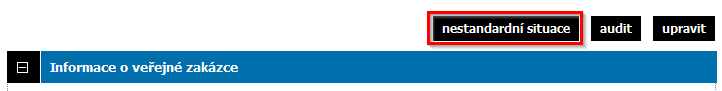 nestandardní situace audit upravit
Informace o veřejné zakázce